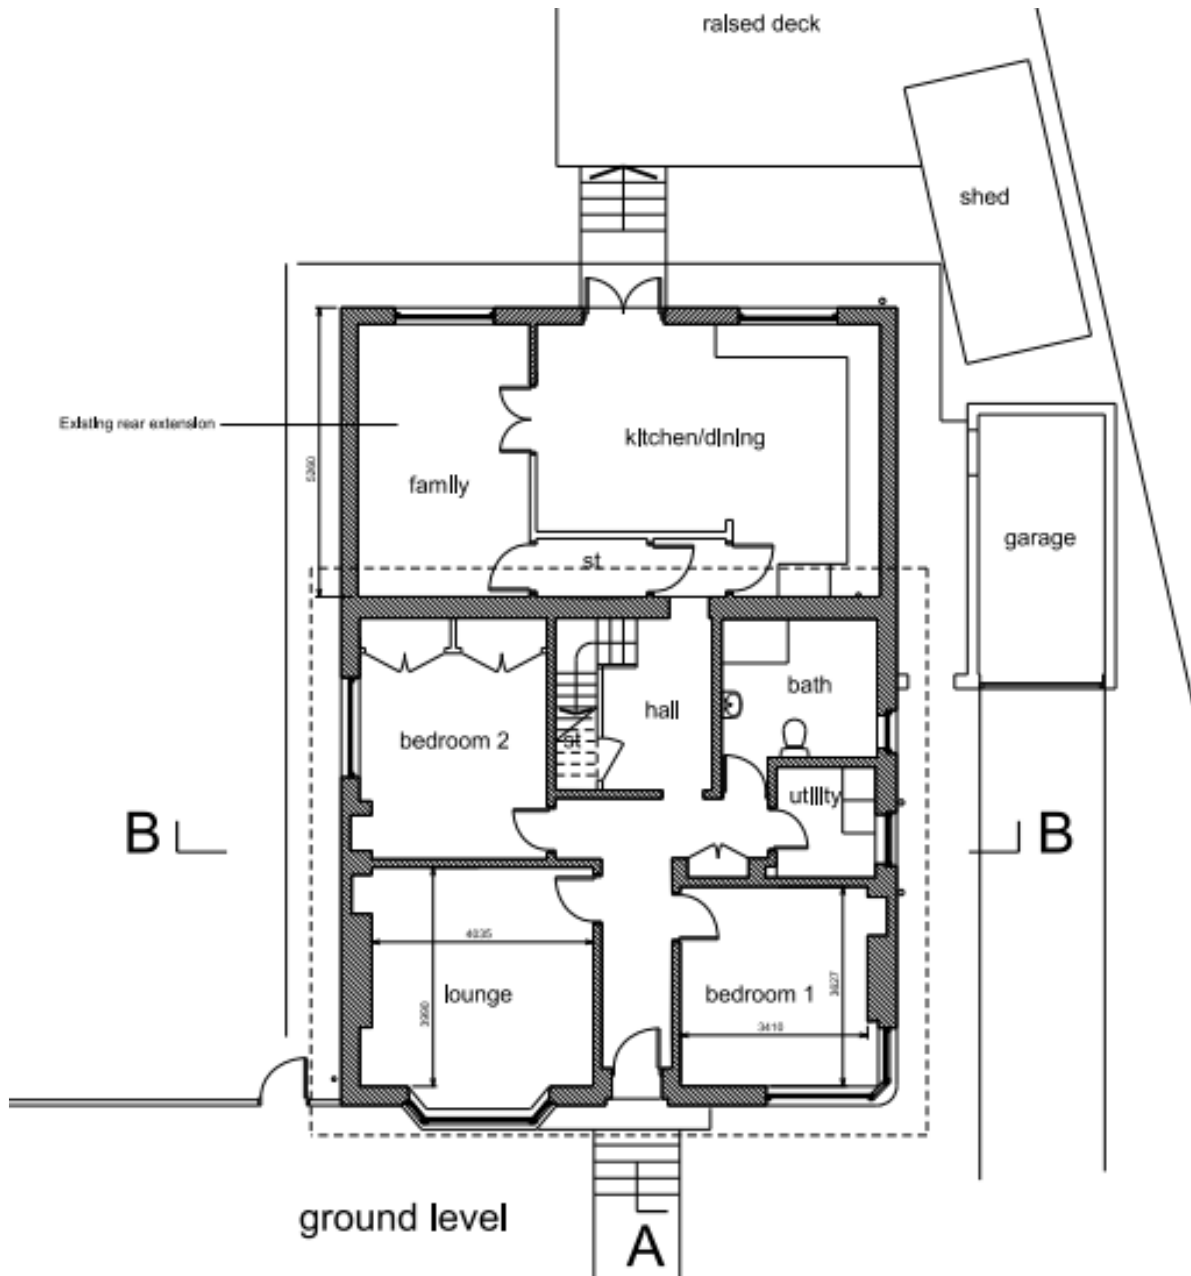 raised deck
shed
Existing rear extension
kitchen/dining
5260
family
garage
st
bath
hall
bedroom 2
st
utility
B
B
4035
lounge
3990
bedroom 1
3627
3410
ground level
A